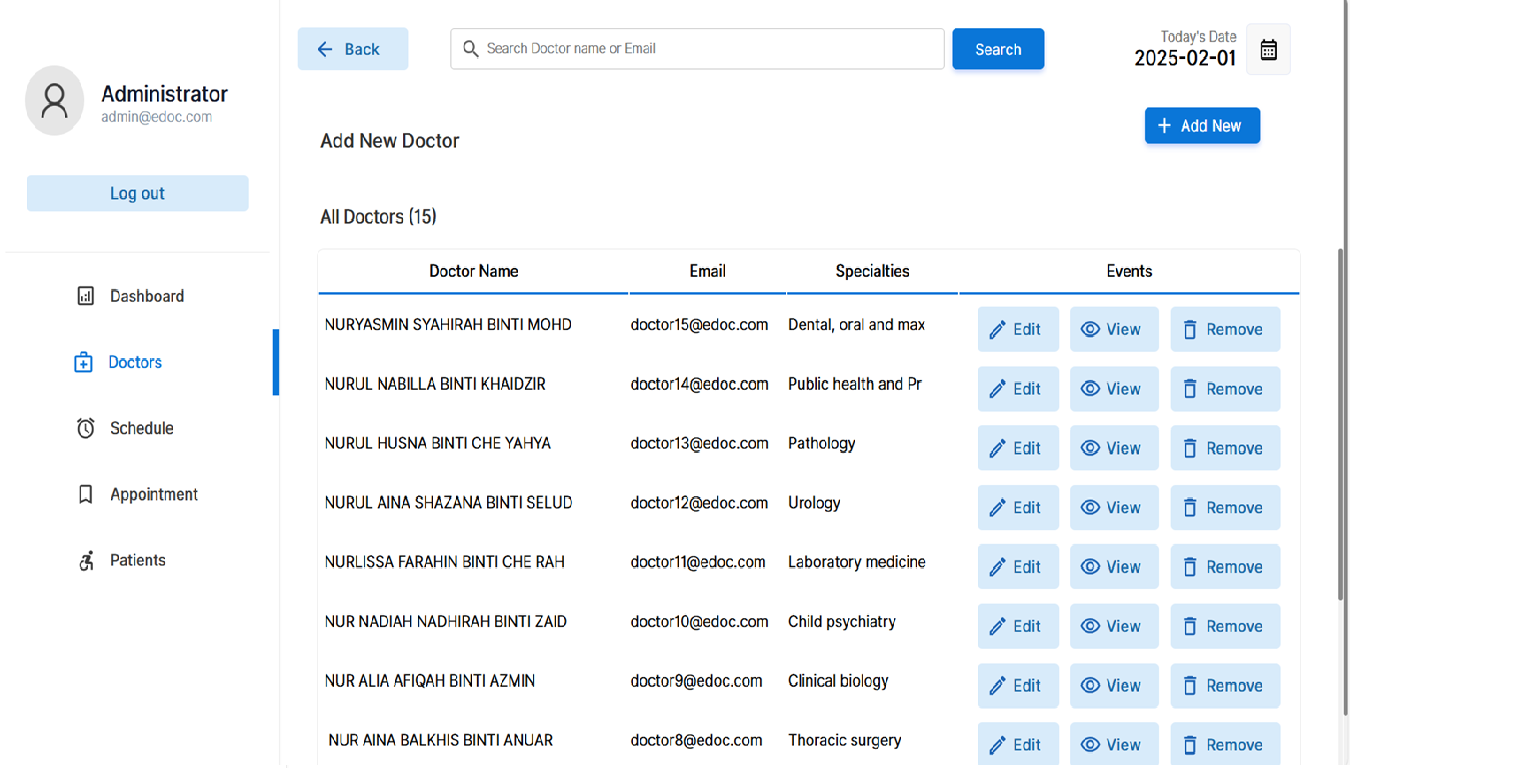 Administrator
admin@edoc.com
Log out
Dashboard
Doctors
Schedule
Appointment
Patients
Back
Search Doctor name or Email
Search
Today's Date
2025-02-01
Add New Doctor
+ Add New
All Doctors (15)
Doctor Name Email Specialties Events
NURYASMIN SYAHIRAH BINTI MOHD doctor15@edoc.com Dental, oral and max Edit View Remove
NURUL NABILLA BINTI KHAIDZIR doctor14@edoc.com Public health and Pr Edit View Remove
NURUL HUSNA BINTI CHE YAHYA doctor13@edoc.com Pathology Edit View Remove
NURUL AINA SHAZANA BINTI SELUD doctor12@edoc.com Urology Edit View Remove
NURLISSA FARAHIN BINTI CHE RAH doctor11@edoc.com Laboratory medicine Edit View Remove
NUR NADIAH NADHIRAH BINTI ZAID doctor10@edoc.com Child psychiatry Edit View Remove
NUR ALIA AFIQAH BINTI AZMIN doctor9@edoc.com Clinical biology Edit View Remove
NUR AINA BALKHIS BINTI ANUAR doctor8@edoc.com Thoracic surgery Edit View Remove